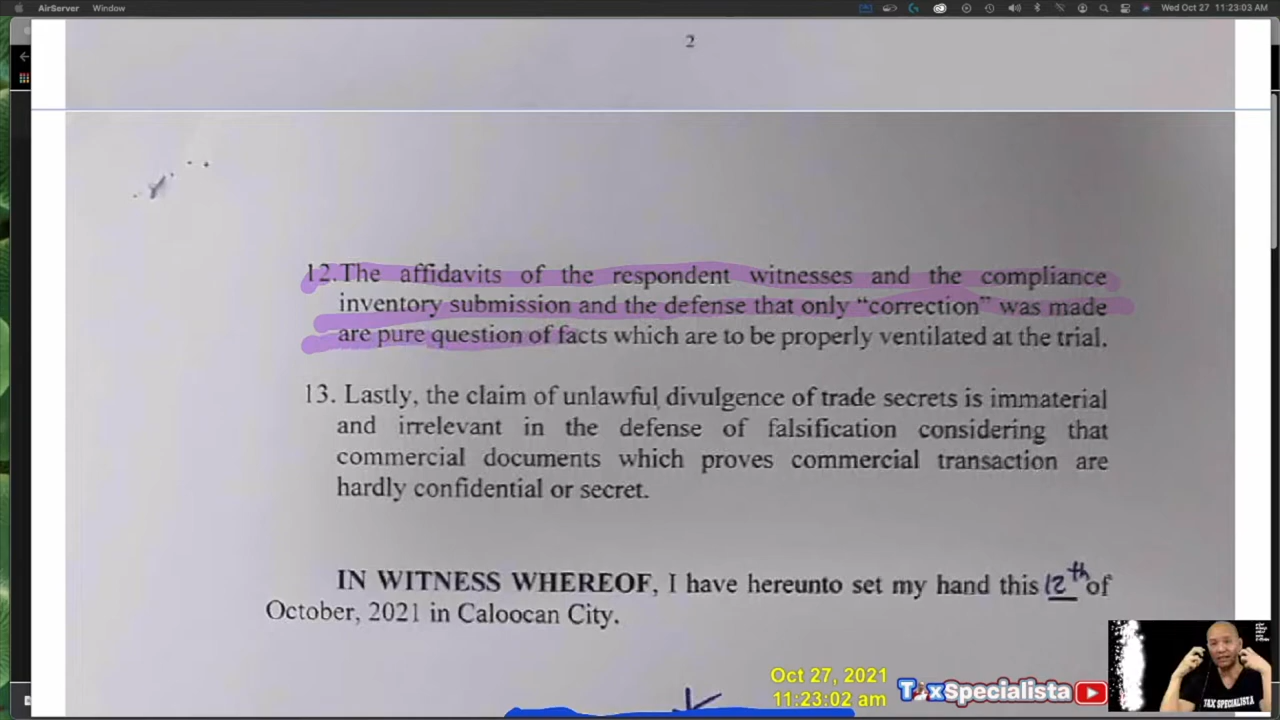 AirServer Window Wed Oct 27 11:23:03 AM
2
12.The affidavits of the respondent witnesses and the compliance
inventory submission and the defense that only “correction” was made
are pure question of facts which are to be properly ventilated at the trial.
13. Lastly, the claim of unlawful divulgence of trade secrets is immaterial
and irrelevant in the defense of falsification considering that
commercial documents which proves commercial transaction are
hardly confidential or secret.
IN WITNESS WHEREOF, I have hereunto set my hand this 12th of
October, 2021 in Caloocan City.
Oct 27, 2021
11:23:02 am
TaxSpecialista
TAX SPECIALISTA